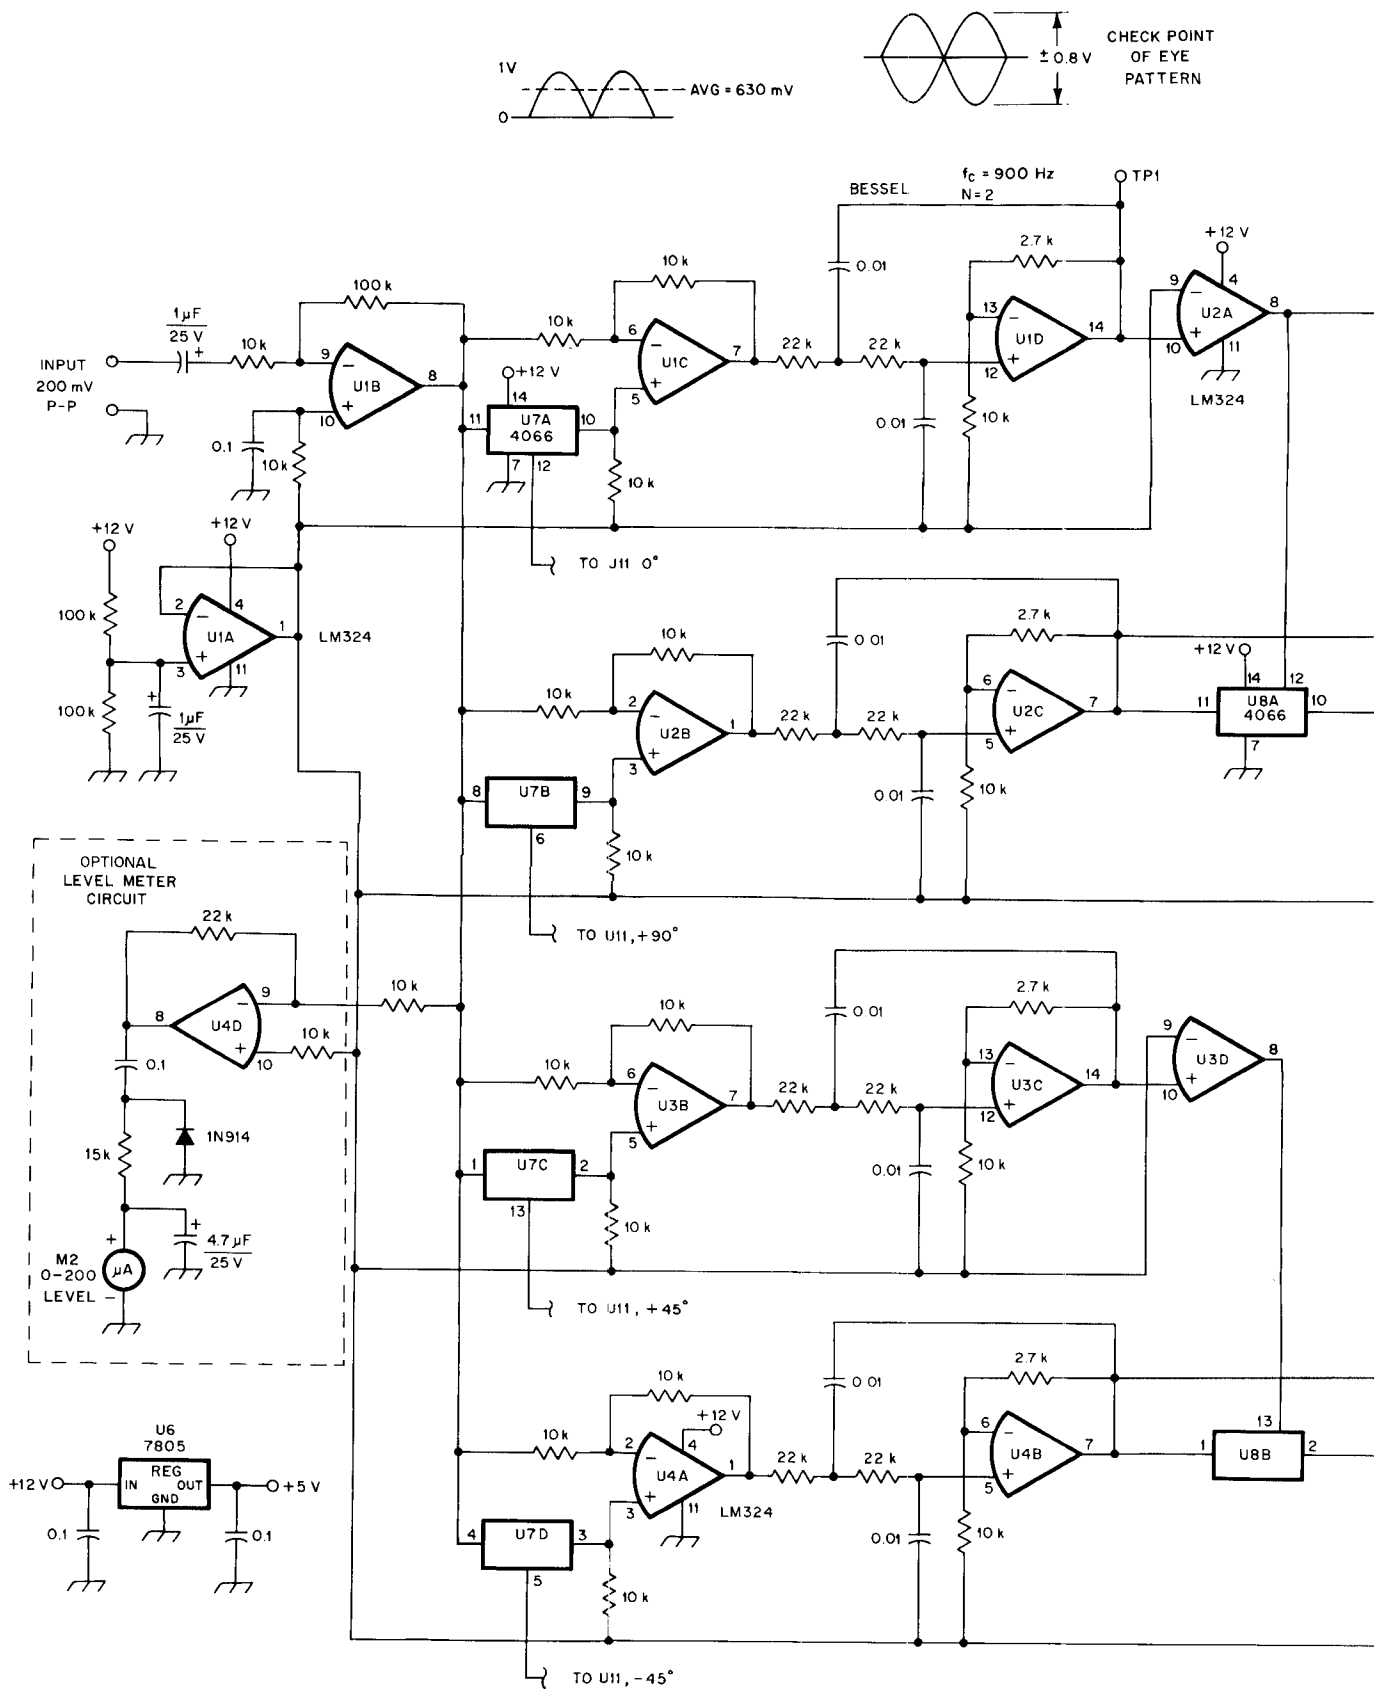 1V
AVG = 630 mV
0
± 0.8 V
CHECK POINT
OF EYE
PATTERN
BESSEL
fc = 900 Hz
N = 2
TP1
2.7 k
+12 V
0.01
10 k
100 k
1 µF
25 V
10 k
INPUT
200 mV
P-P
9
10
8
U1B
0.1
10 k
10 k
6
5
7
U1C
22 k
22 k
13
12
14
U1D
0.01
10 k
9
10
8
4
11
U2A
LM324
+12 V
14
11
U7A
4066
10
7
12
10 k
TO J11 0°
+12 V
+12 V
100 k
100 k
2
3
4
11
1
U1A
LM324
1 µF
25 V
10 k
10 k
2
3
1
U2B
22 k
22 k
0.01
2.7 k
6
5
7
U2C
0.01
10 k
+12 V
14
12
11
U8A
4066
10
7
8
U7B
9
6
10 k
TO U11, +90°
OPTIONAL
LEVEL METER
CIRCUIT
22 k
8
9
10
U4D
10 k
10 k
0.1
15 k
1N914
4.7 µF
25 V
+
M2
0-200
LEVEL
µA
-
10 k
10 k
6
5
7
U3B
22 k
22 k
0.01
2.7 k
13
12
14
U3C
0.01
10 k
9
10
8
U3D
1
U7C
2
13
10 k
TO U11, +45°
10 k
10 k
+12 V
2
3
4
11
1
U4A
LM324
22 k
22 k
0.01
2.7 k
6
5
7
U4B
0.01
10 k
13
1
U8B
2
4
U7D
3
5
10 k
TO U11, -45°
U6
7805
+12 V
REG
IN
OUT
GND
+5 V
0.1
0.1